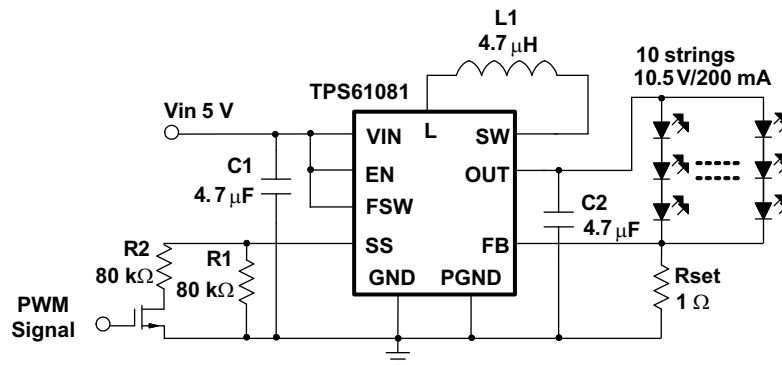 L1
4.7 μH
10 strings
10.5 V/200 mA
TPS61081
Vin 5 V
VIN
L
SW
C1
4.7 μF
EN
OUT
FSW
C2
4.7 μF
R2
80 kΩ
R1
80 kΩ
SS
FB
GND
PGND
Rset
1 Ω
PWM
Signal